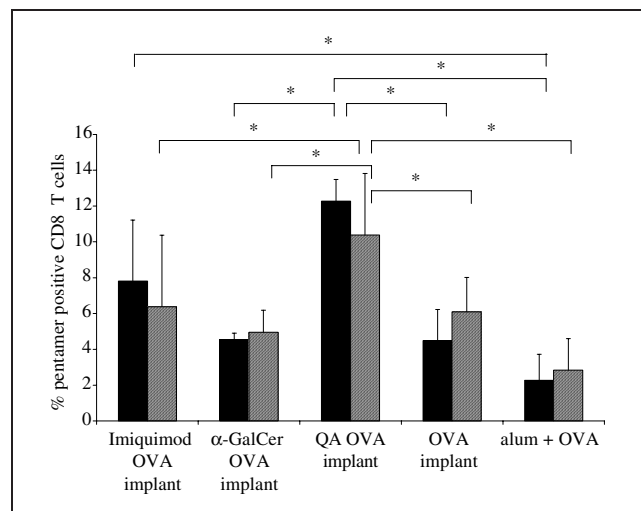 *
*
* *
* *
*
*
% pentamer positive CD8 T cells
16
14
12
10
8
6
4
2
0
Imiquimod
OVA
implant
α-GalCer
OVA
implant
QA OVA
implant
OVA
implant
alum + OVA